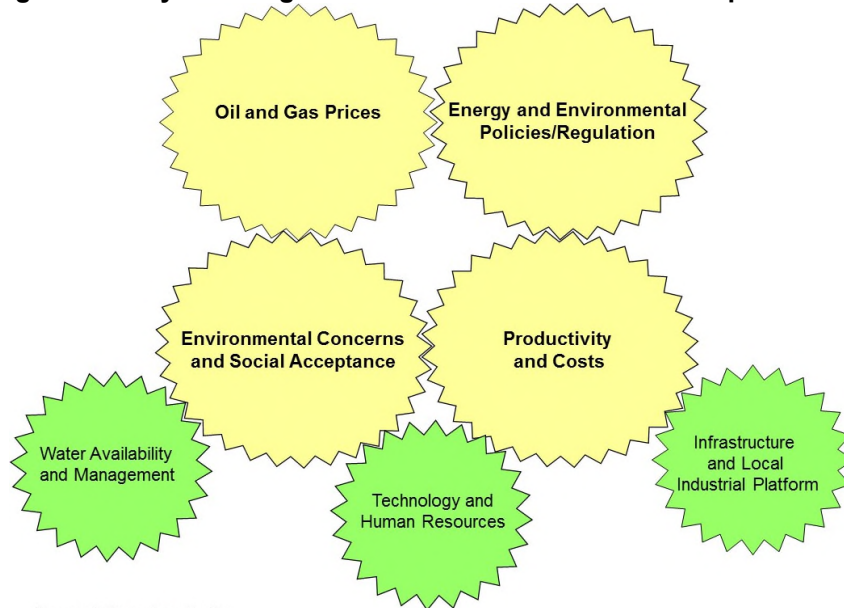 Oil and Gas Prices
Energy and Environmental
Policies/Regulation
Environmental Concerns
and Social Acceptance
Productivity
and Costs
Water Availability
and Management
Technology and
Human Resources
Infrastructure
and Local
Industrial Platform